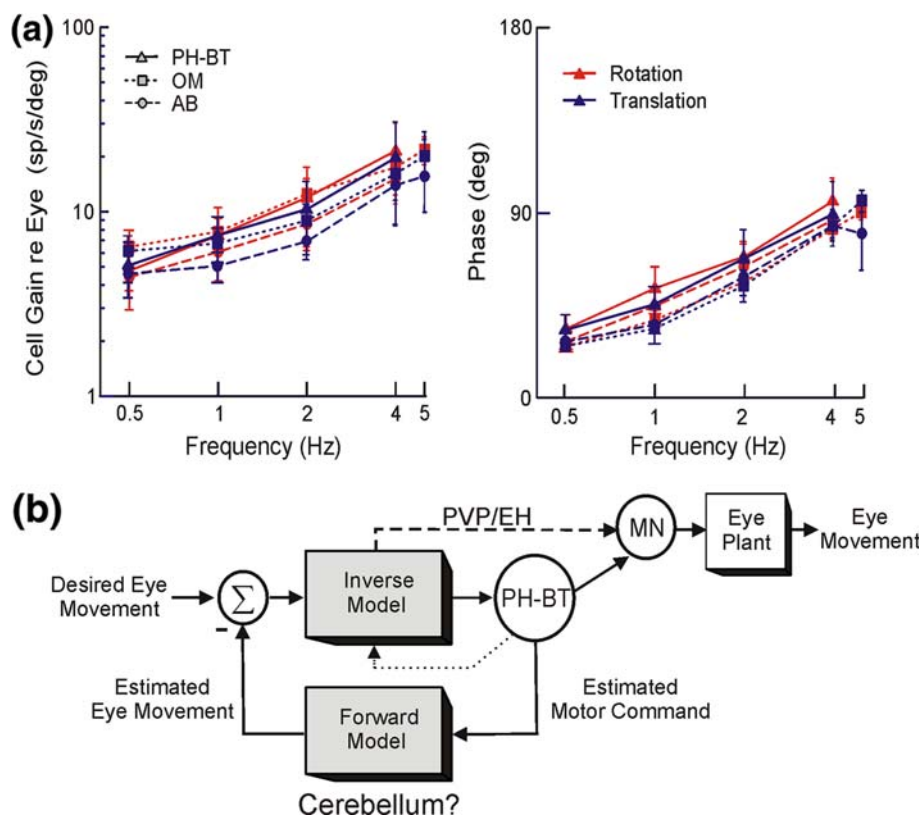 (a)
Cell Gain re Eye (sp/s/deg)
100
10
1
PH-BT
OM
AB
0.5 1 2 4 5
Frequency (Hz)
Phase (deg)
180
90
0
Rotation
Translation
0.5 1 2 4 5
Frequency (Hz)
(b)
PVP/EH
MN
Eye
Plant
Eye
Movement
Desired Eye
Movement
Σ
-
Inverse
Model
PH-BT
Estimated
Eye Movement
Forward
Model
Estimated
Motor Command
Cerebellum?